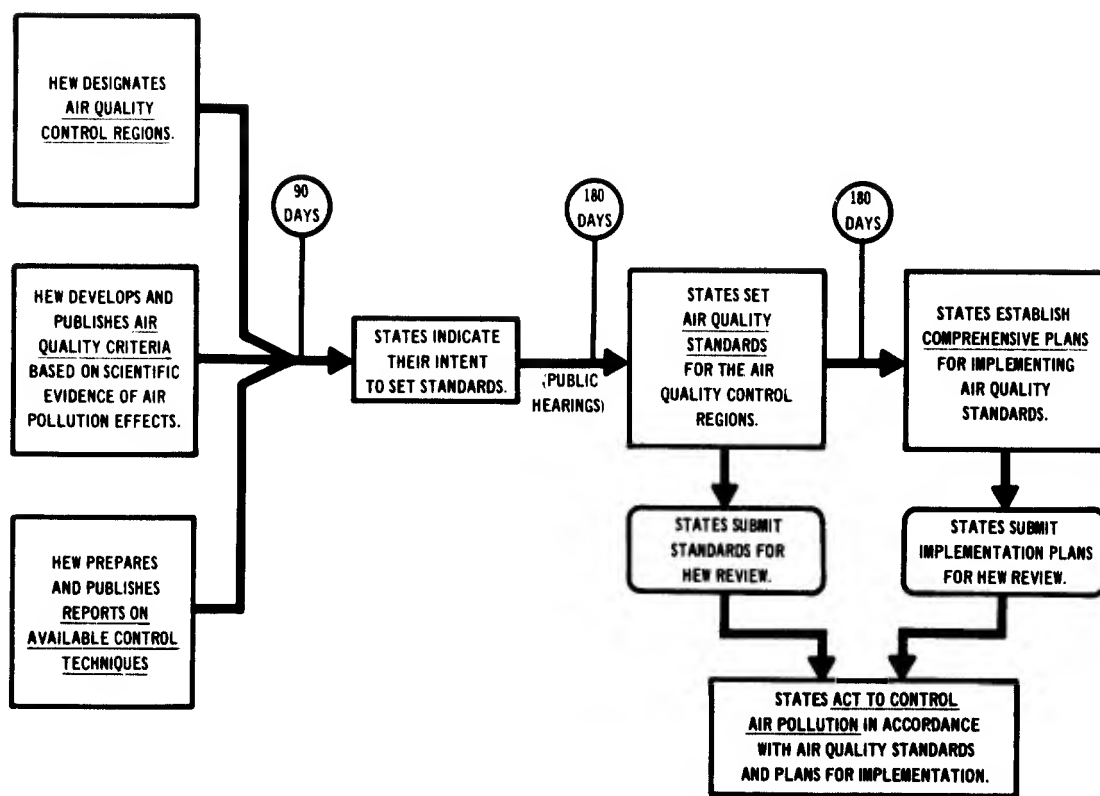 HEW DESIGNATES
AIR QUALITY
CONTROL REGIONS.
HEW DEVELOPS AND
PUBLISHES AIR
QUALITY CRITERIA
BASED ON SCIENTIFIC
EVIDENCE OF AIR
POLLUTION EFFECTS.
HEW PREPARES
AND PUBLISHES
REPORTS ON
AVAILABLE CONTROL
TECHNIQUES
90
DAYS
STATES INDICATE
THEIR INTENT
TO SET STANDARDS.
180
DAYS
(PUBLIC
HEARINGS)
STATES SET
AIR QUALITY
STANDARDS
FOR THE AIR
QUALITY CONTROL
REGIONS.
180
DAYS
STATES ESTABLISH
COMPREHENSIVE PLANS
FOR IMPLEMENTING
AIR QUALITY
STANDARDS.
STATES SUBMIT
STANDARDS FOR
HEW REVIEW.
STATES SUBMIT
IMPLEMENTATION PLANS
FOR HEW REVIEW.
STATES ACT TO CONTROL
AIR POLLUTION IN ACCORDANCE
WITH AIR QUALITY STANDARDS
AND PLANS FOR IMPLEMENTATION.